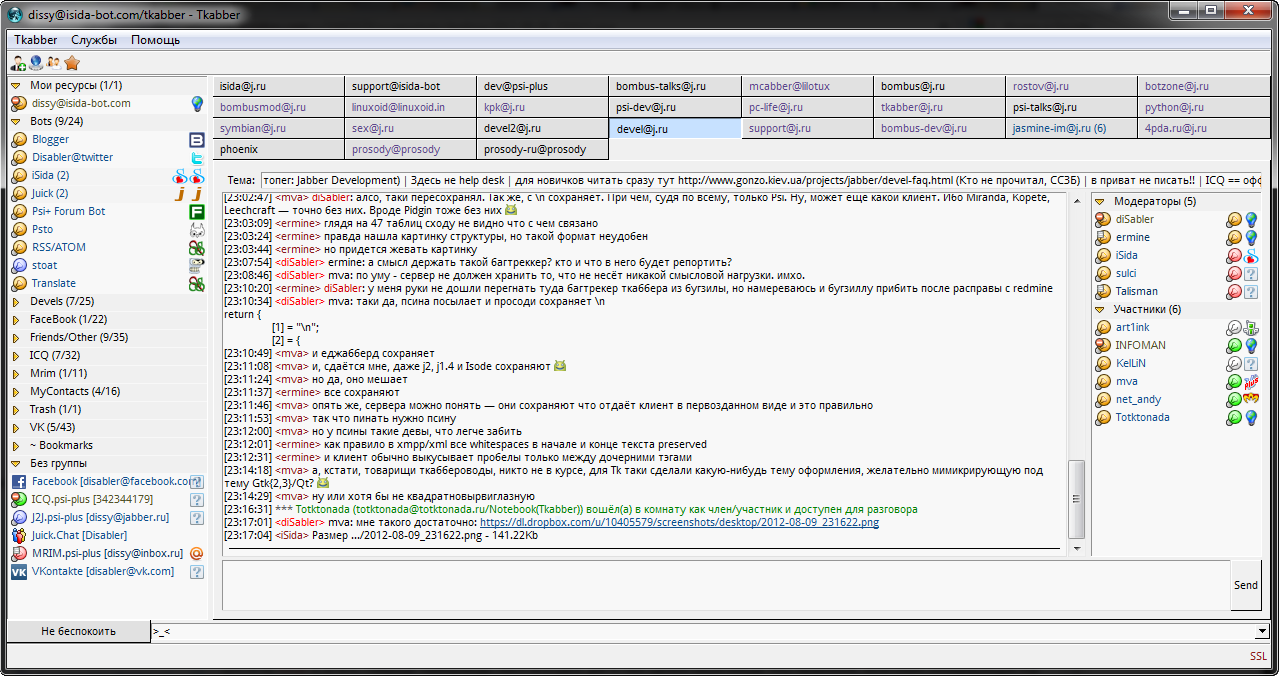 dissy@isida-bot.com/tkabber - Tkabber
Tkabber Службы Помощь
Мои ресурсы (1/1)
dissy@isida-bot.com
Bots (9/24)
Blogger
Disabler@twitter
iSida (2)
Juick (2)
Psi+ Forum Bot
Psto
RSS/ATOM
stoat
Translate
Devels (7/25)
FaceBook (1/22)
Friends/Other (9/35)
ICQ (7/32)
Mrim (1/11)
MyContacts (4/16)
Trash (1/1)
VK (5/43)
~ Bookmarks
Без группы
Facebook [disabler@facebook.co
ICQ.psi-plus [342344179]
J2J.psi-plus [dissy@jabber.ru]
Juick.Chat [Disabler]
MRIM.psi-plus [dissy@inbox.ru]
VKontakte [disabler@vk.com]
isida@j.ru support@isida-bot dev@psi-plus bombus-talks@j.ru mcabber@lilotux bombus@j.ru rostov@j.ru botzone@j.ru
bombusmod@j.ru linuxoid@linuxoid.in kpk@j.ru psi-dev@j.ru pc-life@j.ru tkabber@j.ru psi-talks@j.ru python@j.ru
symbian@j.ru sex@j.ru devel2@j.ru devel@j.ru support@j.ru bombus-dev@j.ru jasmine-im@j.ru (6) 4pda.ru@j.ru
phoenix prosody@prosody prosody-ru@prosody
Тема: топег: Jabber Development) | Здесь не help desk | для новичков читать сразу тут http://www.gonzo.kiev.ua/projects/jabber/devel-faq.html (Кто не прочитал, ССЗБ) | в приват не писать!! | ICQ == офф
[23:02:47] <mva> diSabler: алсо, таки пересохранял. Так же, с \n сохраняет. При чем, судя по всему, только Psi. Ну, может ещё какой клиент. Ибо Miranda, Kopete,
Leechcraft — точно без них. Вроде Pidgin тоже без них
[23:03:09] <ermine> глядя на 47 таблиц сходу не видно что с чем связано
[23:03:24] <ermine> правда нашла картинку структуры, но такой формат неудобен
[23:03:44] <ermine> но придется жевать картинку
[23:07:54] <diSabler> ermine: а смысл держать такой багтреккер? кто и что в него будет репортить?
[23:08:46] <diSabler> mva: по уму - сервер не должен хранить то, что не несёт никакой смысловой нагрузки. имхо.
[23:10:20] <ermine> diSabler: у меня руки не дошли перегнать туда багтрекер ткаббера из бугзилы, но намереваюсь и бугзиллу прибить после расправы с redmine
[23:10:34] <diSabler> mva: таки да, псина посылает и просоди сохраняет \n
return {
[1] = "\n";
[2] = {
[23:10:49] <mva> и еджабберд сохраняет
[23:11:08] <mva> и, сдаётся мне, даже j2, j1.4 и Isode сохраняют
[23:11:24] <mva> но да, оно мешает
[23:11:37] <ermine> все сохраняют
[23:11:46] <mva> опять же, сервера можно понять — они сохраняют что отдаёт клиент в первозданном виде и это правильно
[23:11:53] <mva> так что пинать нужно псину
[23:12:00] <mva> но у псины такие девы, что легче забить
[23:12:01] <ermine> как правило в xmpp/xml все whitespaces в начале и конце текста preserved
[23:12:31] <ermine> и клиент обычно выкусывает пробелы только между дочерними тэгами
[23:14:18] <mva> а, кстати, товарищи ткаббероводы, никто не в курсе, для Tk таки сделали какую-нибудь тему оформления, желательно мимикрирующую под
тему Gtk{2,3}/Qt?
[23:14:29] <mva> ну или хотя бы не квадратновырвиглазную
[23:16:31] *** Totktonada (totktonada@totktonada.ru/Notebook(Tkabber)) вошёл(а) в комнату как член/участник и доступен для разговора
[23:17:01] <diSabler> mva: мне такого достаточно: https://dl.dropbox.com/u/10405579/screenshots/desktop/2012-08-09_231622.png
[23:17:04] <iSida> Размер .../2012-08-09_231622.png - 141.22Kb
Модераторы (5)
diSabler
ermine
iSida
sulci
Talisman
Участники (6)
art1ink
INFOMAN
KelLiN
mva
net_andy
Totktonada
Send
Не беспокоить >_<
SSL